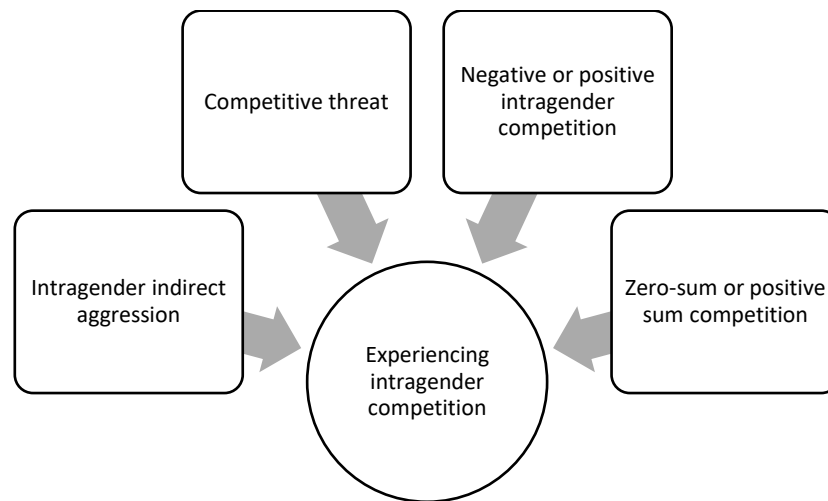 Competitive threat
Negative or positive
intragender
competition
Intragender indirect
aggression
Zero-sum or positive
sum competition
Experiencing
intragender
competition